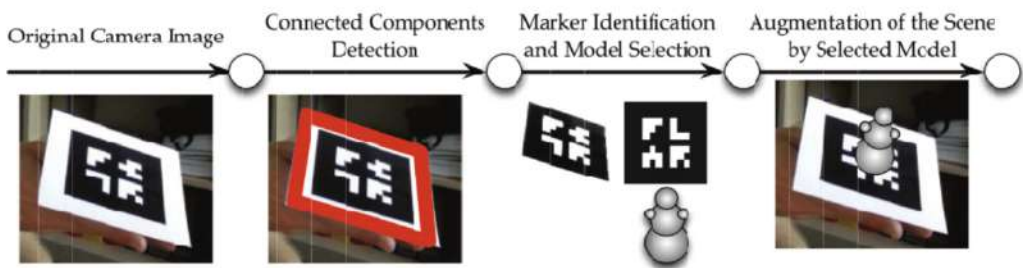 Original Camera Image
Connected Components
Detection
Marker Identification
and Model Selection
Augmentation of the Scene
by Selected Model